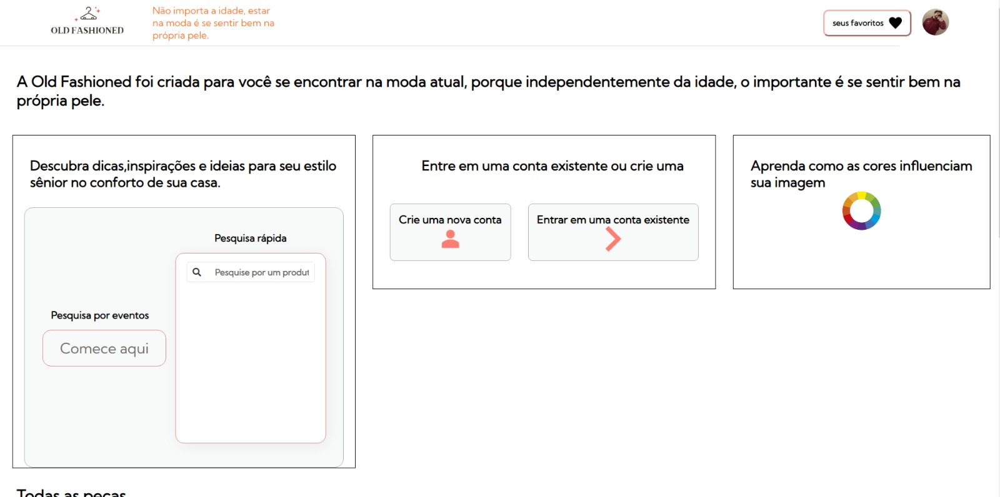 OLD FASHIONED
Não importa a idade, estar
na moda é se sentir bem na
própria pele.
seus favoritos
A Old Fashioned foi criada para você se encontrar na moda atual, porque independentemente da idade, o importante é se sentir bem na
própria pele.
Descubra dicas,inspirações e ideias para seu estilo
sênior no conforto de sua casa.
Pesquisa rápida
Pesquise por um produt
Pesquisa por eventos
Comece aqui
Entre em uma conta existente ou crie uma
Crie uma nova conta
Entrar em uma conta existente
Aprenda como as cores influenciam
sua imagem
Todas as peças